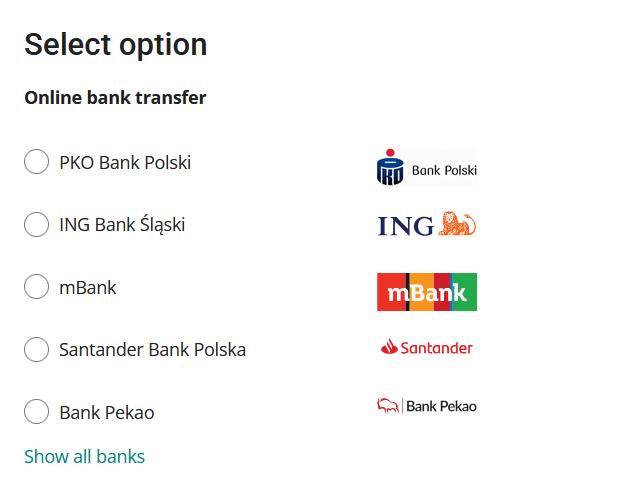 Select option
Online bank transfer
PKO Bank Polski
PKO Bank Polski
ING Bank Śląski
ING
mBank
mBank
Santander Bank Polska
Santander
Bank Pekao
Bank Pekao
Show all banks